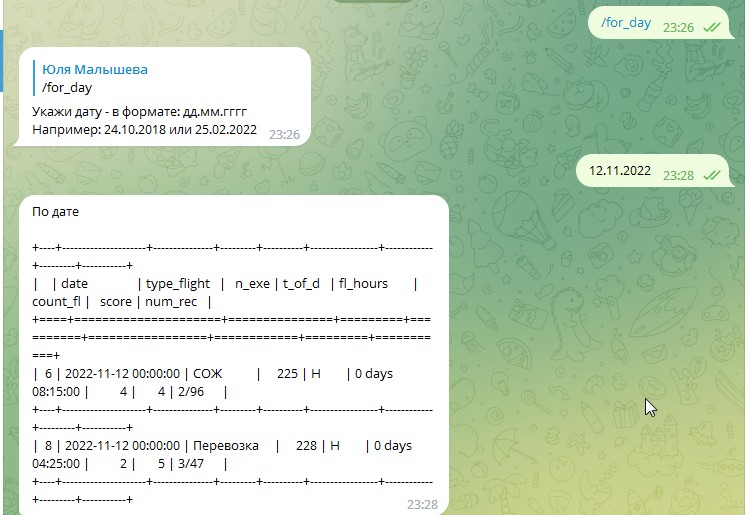 /for_day 23:26
Юля Малышева
/for_day
Укажи дату - в формате: дд.мм.гггг
Например: 24.10.2018 или 25.02.2022 23:26
12.11.2022 23:28
По дате
+----+---------------------+---------------+---------+----------+-----------------+------------
+---------+-----------+
|    | date | type_flight | n_exe | t_of_d | fl_hours |
count_fl | score | num_rec |
+====+=====================+===============+=========+===
=======+=================+============+=========+========
===+
| 6 | 2022-11-12 00:00:00 | СОЖ | 225 | Н | 0 days
08:15:00 | 4 | 4 | 2/96 |
+----+---------------------+---------------+---------+----------+-----------------+------------
+---------+-----------+
| 8 | 2022-11-12 00:00:00 | Перевозка | 228 | Н | 0 days
04:25:00 | 2 | 5 | 3/47 |
+----+---------------------+---------------+---------+----------+-----------------+------------
+---------+-----------+
23:28